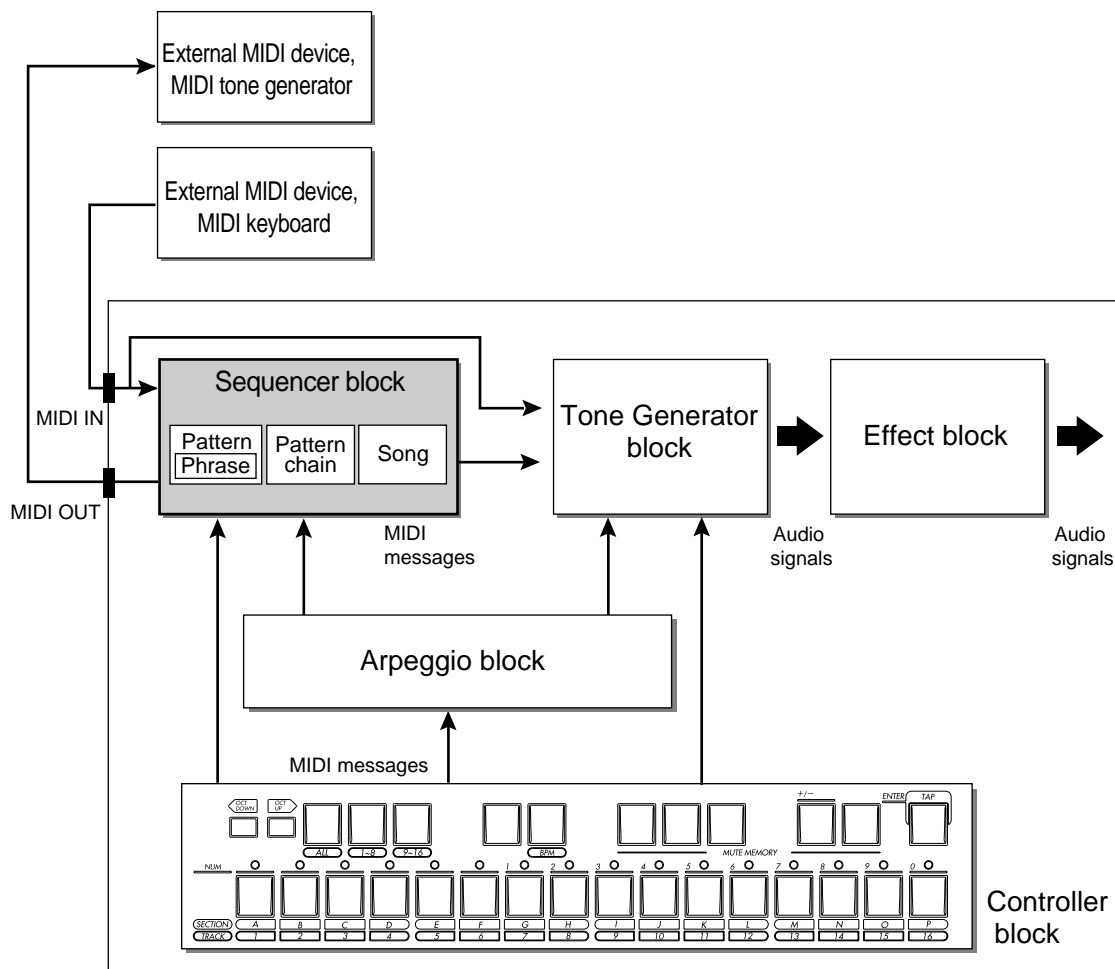 External MIDI device,
MIDI tone generator
External MIDI device,
MIDI keyboard
Sequencer block
Pattern
Phrase
Pattern
chain
Song
Tone Generator
block
Effect block
MIDI IN
MIDI OUT
MIDI
messages
Audio
signals
Audio
signals
Arpeggio block
MIDI messages
OCT
DOWN
OCT
UP
+/−
ENTER
TAP
ALL
1~8
9~16
BPM
MUTE MEMORY
NUM
1 2 3 4 5 6 7 8 9 0
SECTION A B C D E F G H I J K L M N O P
TRACK 1 2 3 4 5 6 7 8 9 10 11 12 13 14 15 16
Controller
block